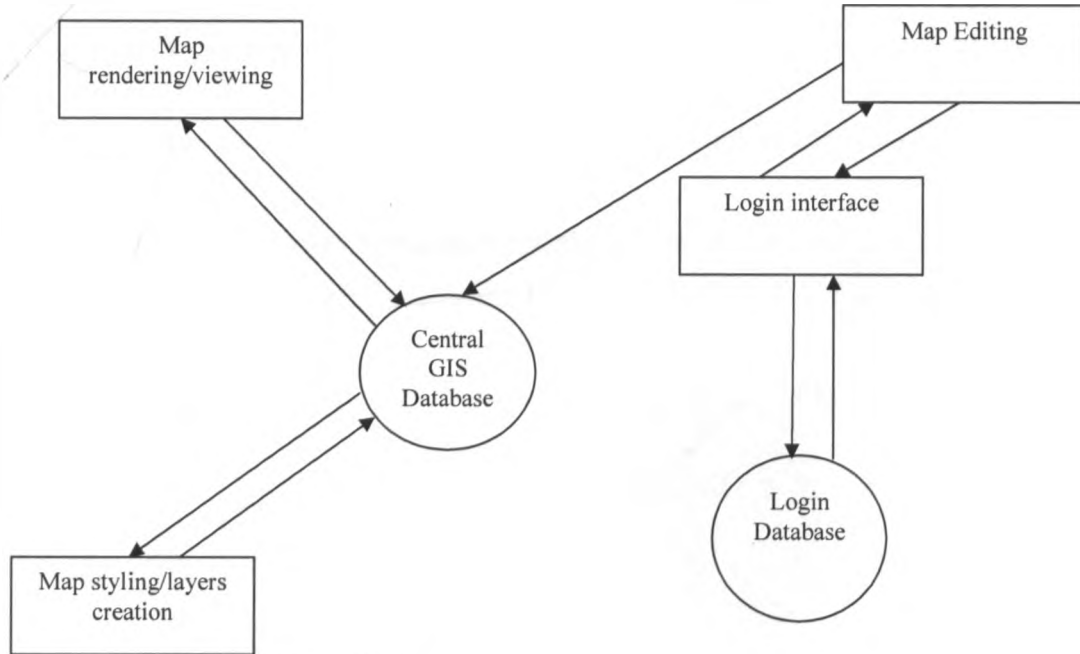 Map
rendering/viewing
Map Editing
Login interface
Central
GIS
Database
Login
Database
Map styling/layers
creation